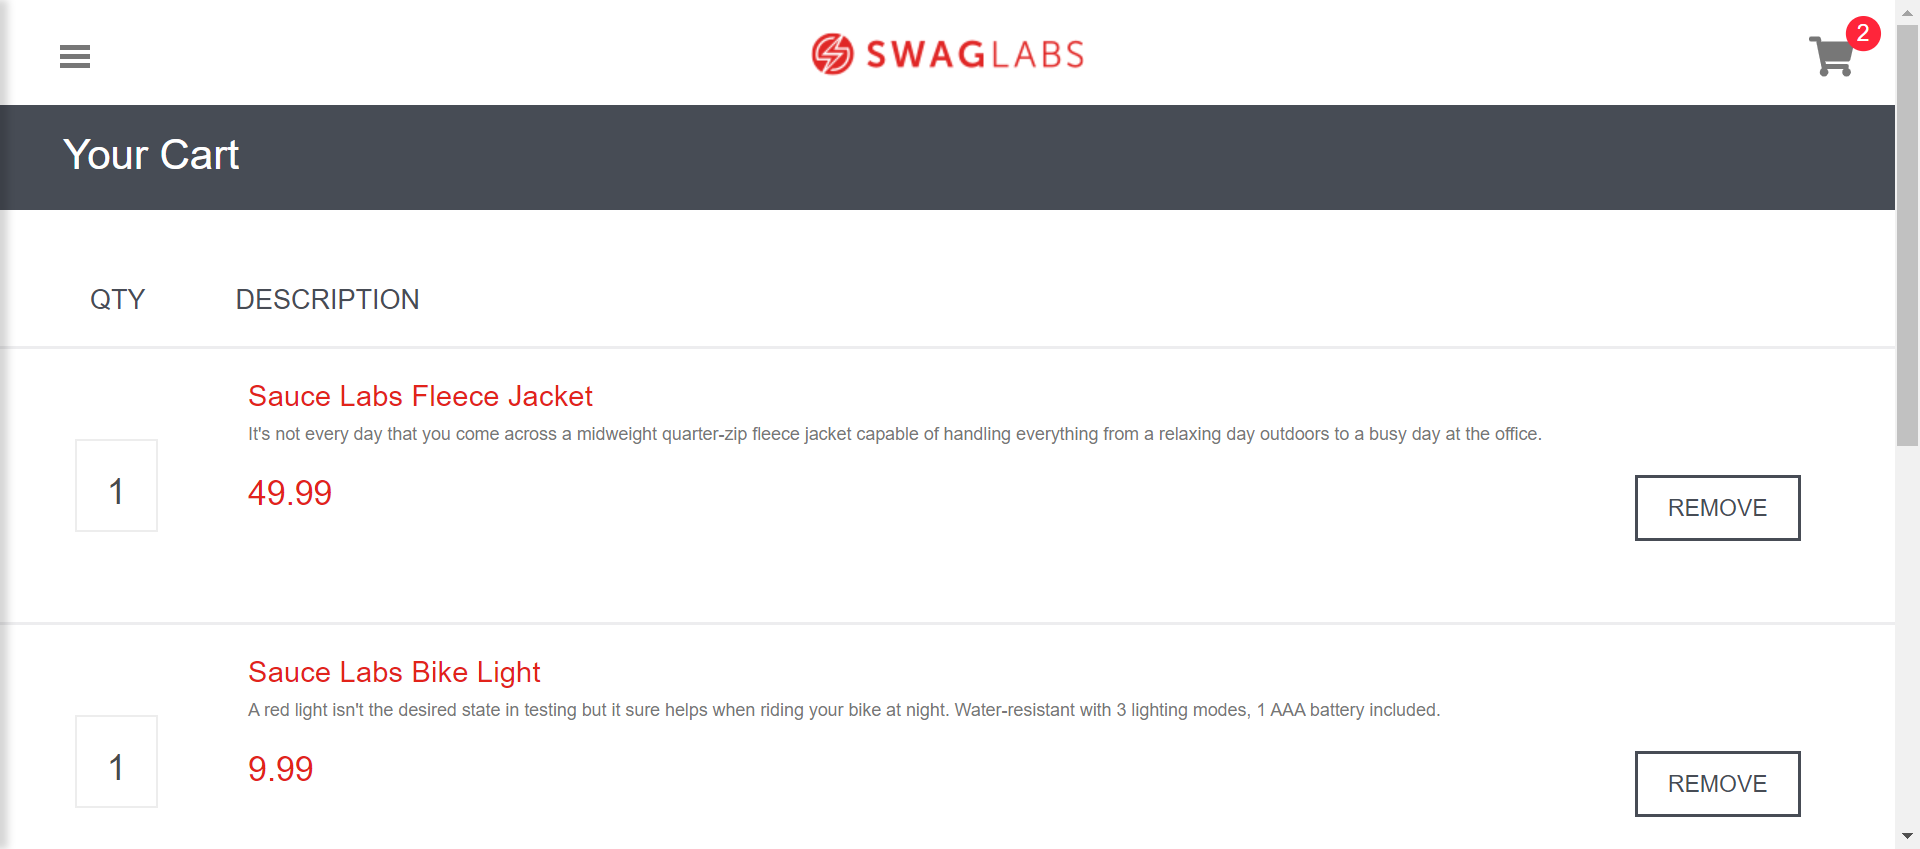 SWAGLABS
2
Your Cart
QTY DESCRIPTION
Sauce Labs Fleece Jacket
It's not every day that you come across a midweight quarter-zip fleece jacket capable of handling everything from a relaxing day outdoors to a busy day at the office.
1
49.99
REMOVE
Sauce Labs Bike Light
A red light isn't the desired state in testing but it sure helps when riding your bike at night. Water-resistant with 3 lighting modes, 1 AAA battery included.
1
9.99
REMOVE